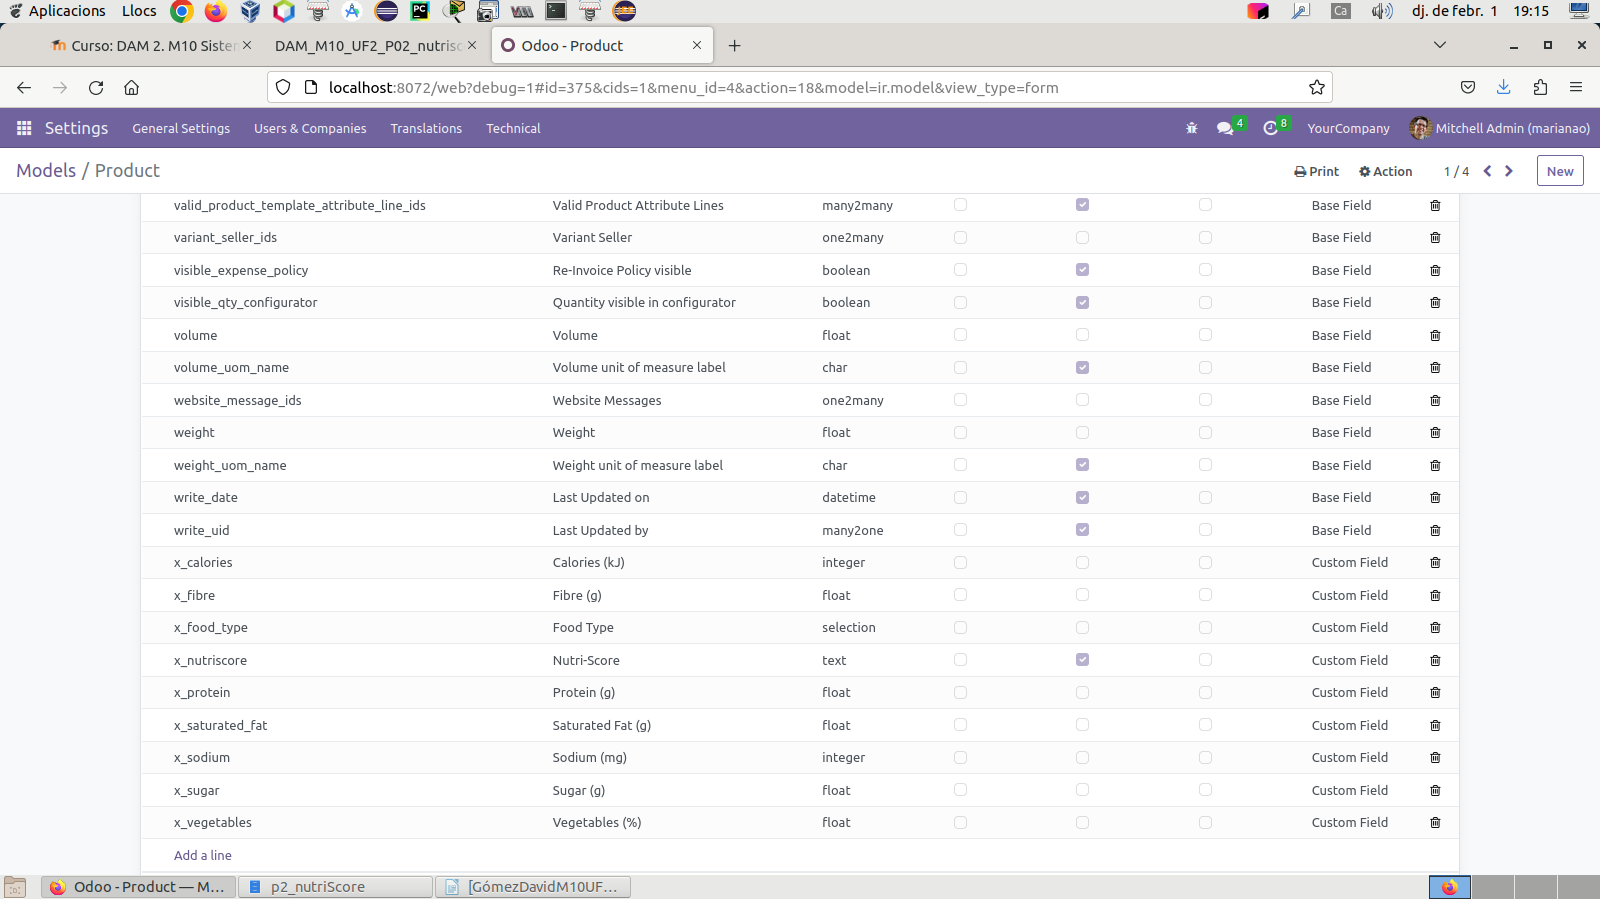 Aplicacions Llocs Ca dj. de febr. 1 19:15
Curso: DAM 2. M10 Sister DAM_M10_UF2_P02_nutrisc Odoo - Product
localhost:8072/web?debug=1#id=375&cids=1&menu_id=4&action=18&model=ir.model&view_type=form
Settings General Settings Users & Companies Translations Technical 4 8 YourCompany Mitchell Admin (marianao)
Models / Product Print Action 1 / 4 New
valid_product_template_attribute_line_ids Valid Product Attribute Lines many2many Base Field
variant_seller_ids Variant Seller one2many Base Field
visible_expense_policy Re-Invoice Policy visible boolean Base Field
visible_qty_configurator Quantity visible in configurator boolean Base Field
volume Volume float Base Field
volume_uom_name Volume unit of measure label char Base Field
website_message_ids Website Messages one2many Base Field
weight Weight float Base Field
weight_uom_name Weight unit of measure label char Base Field
write_date Last Updated on datetime Base Field
write_uid Last Updated by many2one Base Field
x_calories Calories (kJ) integer Custom Field
x_fibre Fibre (g) float Custom Field
x_food_type Food Type selection Custom Field
x_nutriscore Nutri-Score text Custom Field
x_protein Protein (g) float Custom Field
x_saturated_fat Saturated Fat (g) float Custom Field
x_sodium Sodium (mg) integer Custom Field
x_sugar Sugar (g) float Custom Field
x_vegetables Vegetables (%) float Custom Field
Add a line
Odoo - Product — M... p2_nutriScore [GómezDavidM10UF...